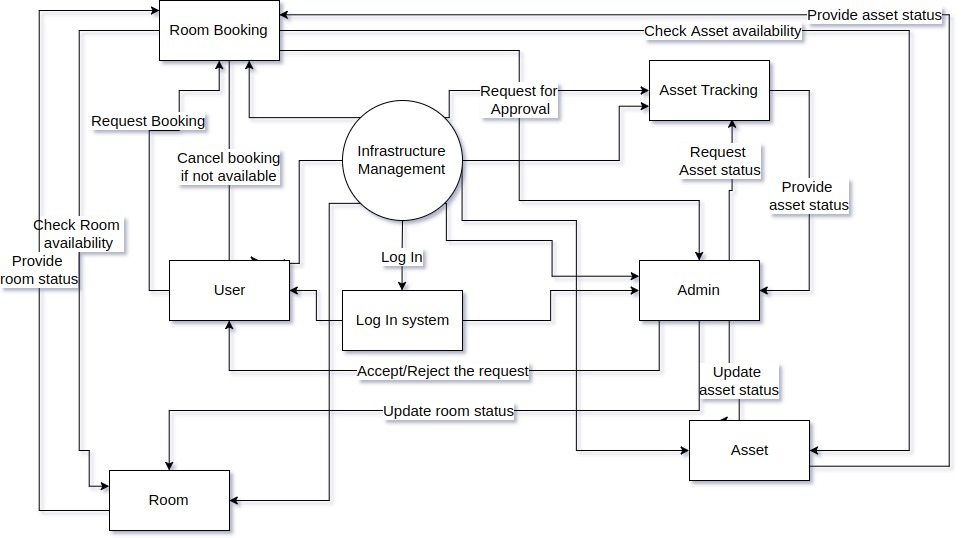 Provide asset status
Room Booking
Check Asset availability
Request for
Approval
Asset Tracking
Request Booking
Infrastructure
Management
Cancel booking
if not available
Request
Asset status
Provide
asset status
Check Room
availability
Provide
room status
Log In
User
Admin
Log In system
Accept/Reject the request
Update
asset status
Update room status
Asset
Room